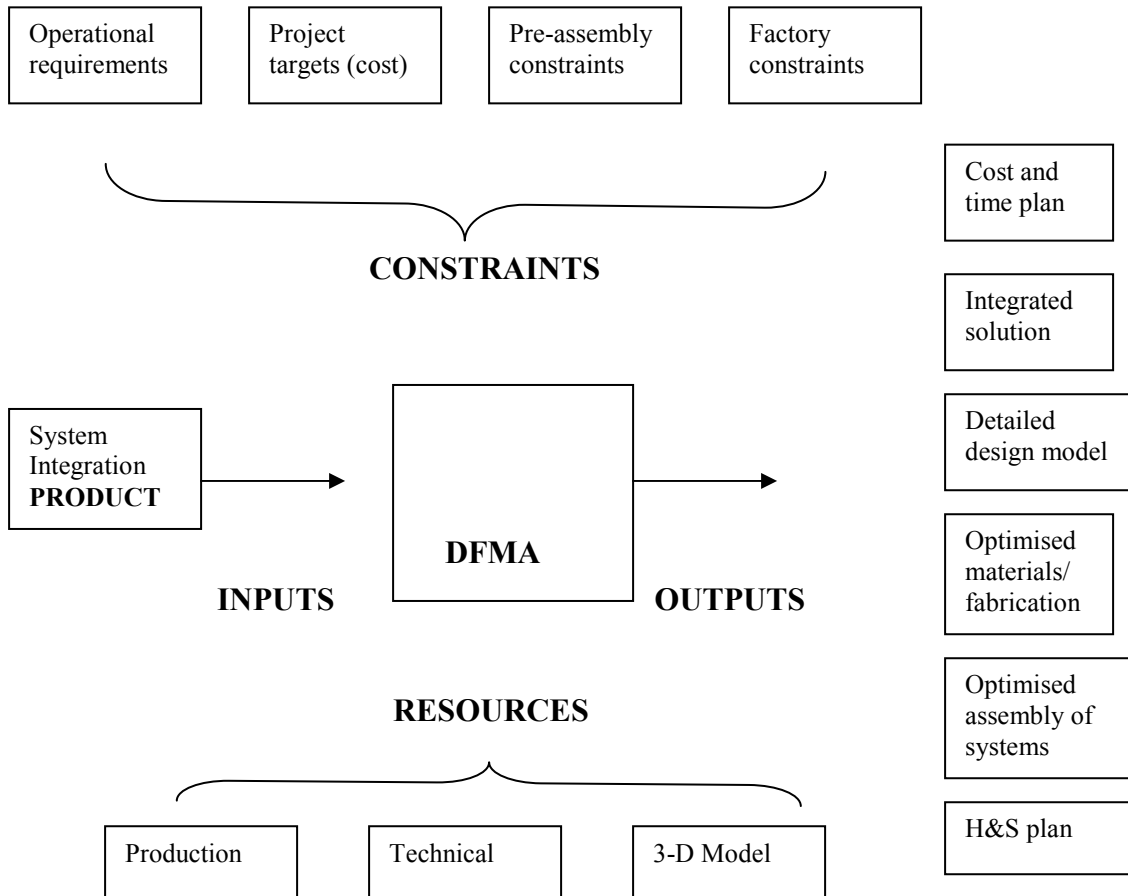 Operational
requirements
Project
targets (cost)
Pre-assembly
constraints
Factory
constraints
Cost and
time plan
CONSTRAINTS
Integrated
solution
System
Integration
PRODUCT
Detailed
design model
DFMA
INPUTS
OUTPUTS
Optimised
materials/
fabrication
RESOURCES
Optimised
assembly of
systems
Production
Technical
3-D Model
H&S plan